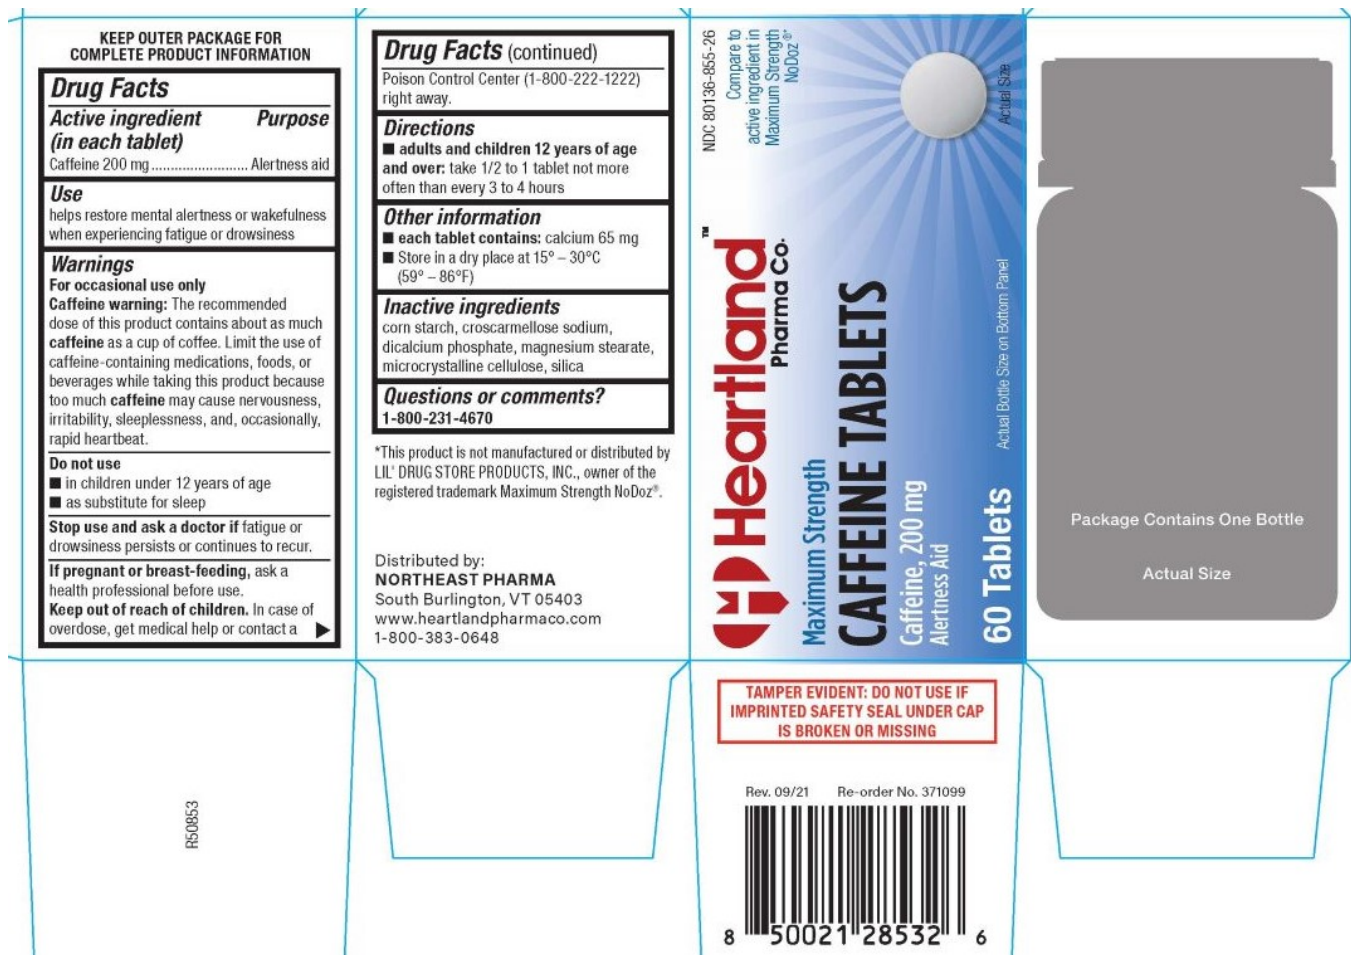 KEEP OUTER PACKAGE FOR
COMPLETE PRODUCT INFORMATION
Drug Facts
Active ingredient Purpose
(in each tablet)
Caffeine 200 mg .......................... Alertness aid
Use
helps restore mental alertness or wakefulness
when experiencing fatigue or drowsiness
Warnings
For occasional use only
Caffeine warning: The recommended
dose of this product contains about as much
caffeine as a cup of coffee. Limit the use of
caffeine-containing medications, foods, or
beverages while taking this product because
too much caffeine may cause nervousness,
irritability, sleeplessness, and, occasionally,
rapid heartbeat.
Do not use
■ in children under 12 years of age
■ as substitute for sleep
Stop use and ask a doctor if fatigue or
drowsiness persists or continues to recur.
If pregnant or breast-feeding, ask a
health professional before use.
Keep out of reach of children. In case of
overdose, get medical help or contact a ▶
Drug Facts (continued)
Poison Control Center (1-800-222-1222)
right away.
Directions
■ adults and children 12 years of age
and over: take 1/2 to 1 tablet not more
often than every 3 to 4 hours
Other information
■ each tablet contains: calcium 65 mg
■ Store in a dry place at 15º – 30°C
(59° – 86°F)
Inactive ingredients
corn starch, croscarmellose sodium,
dicalcium phosphate, magnesium stearate,
microcrystalline cellulose, silica
Questions or comments?
1-800-231-4670
*This product is not manufactured or distributed by
LIL' DRUG STORE PRODUCTS, INC., owner of the
registered trademark Maximum Strength NoDoz®.
Distributed by:
NORTHEAST PHARMA
South Burlington, VT 05403
www.heartlandpharmaco.com
1-800-383-0648
NDC 80136-855-26
Compare to
active ingredient in
Maximum Strength
NoDoz®*
Heartland™
Pharma Co.
Maximum Strength
CAFFEINE TABLETS
Caffeine, 200 mg
Alertness Aid
60 Tablets
Actual Bottle Size on Bottom Panel
Actual Size
Package Contains One Bottle
Actual Size
TAMPER EVIDENT: DO NOT USE IF
IMPRINTED SAFETY SEAL UNDER CAP
IS BROKEN OR MISSING
Rev. 09/21 Re-order No. 371099
8 50021 28532 6
R50853